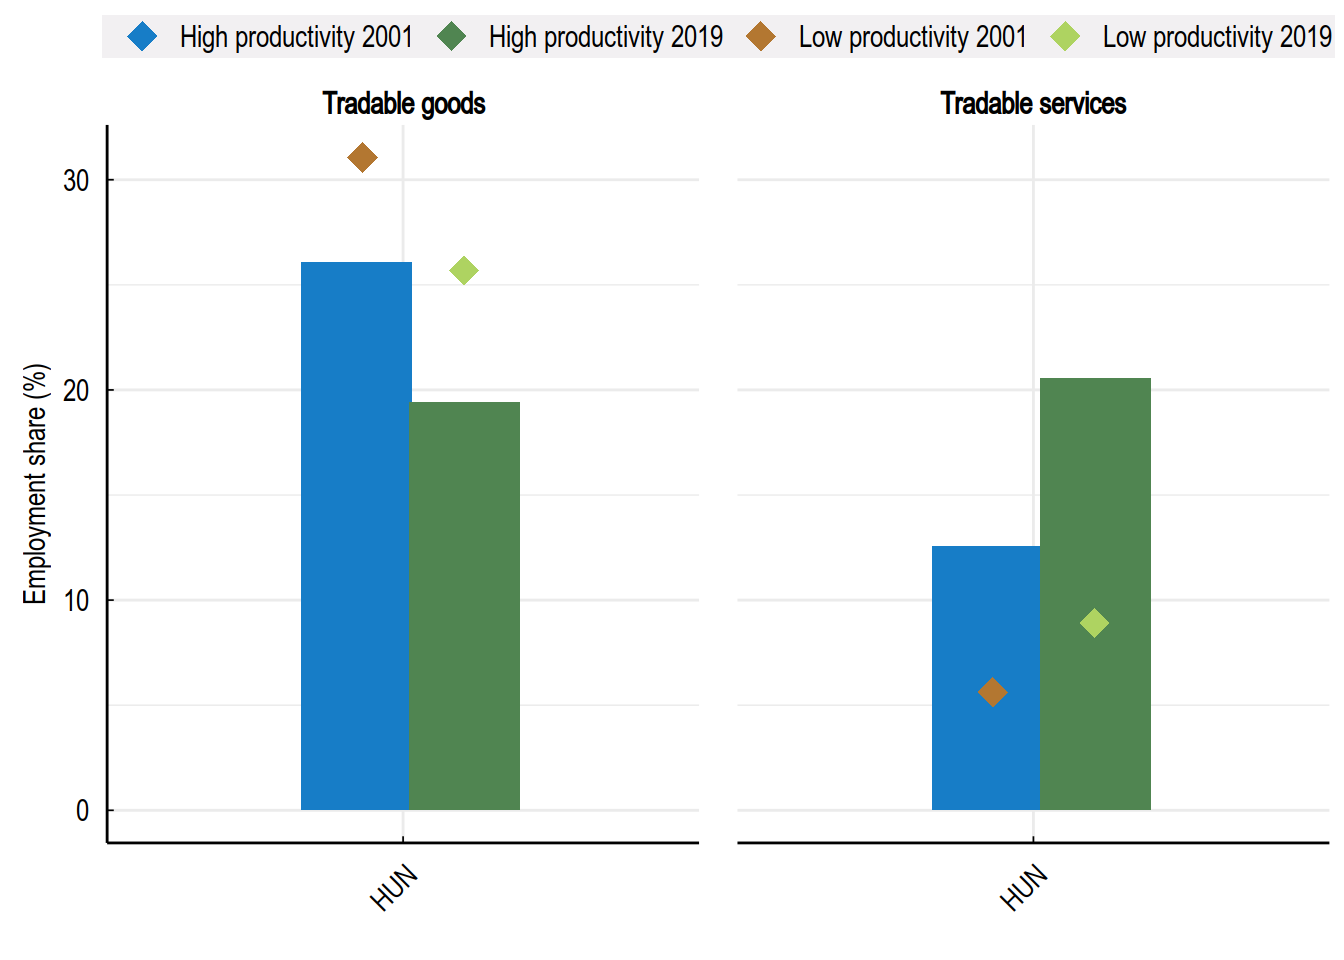 High productivity 2001 High productivity 2019 Low productivity 2001 Low productivity 2019
Tradable goods Tradable services
Employment share (%)
30
20
10
0
HUN HUN